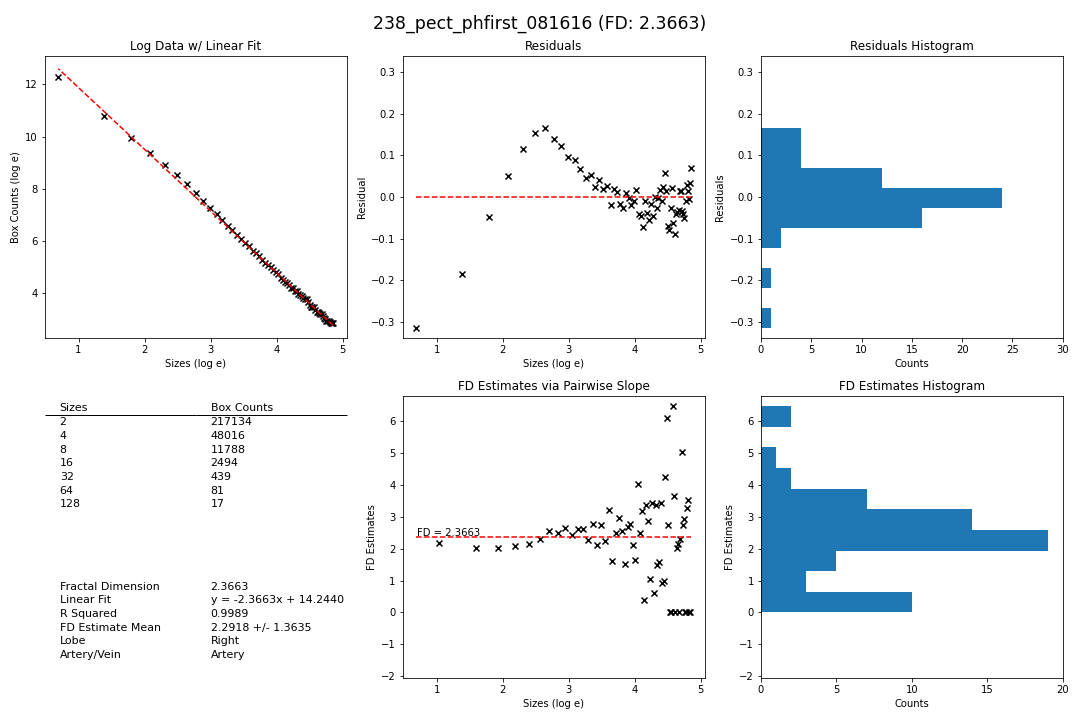 238_pect_phfirst_081616 (FD: 2.3663)
Log Data w/ Linear Fit
Box Counts (log e)
12
10
8
6
4
1 2 3 4 5
Sizes (log e)
Residuals
Residual
0.3
0.2
0.1
0.0
−0.1
−0.2
−0.3
1 2 3 4 5
Sizes (log e)
Residuals Histogram
Residuals
0.3
0.2
0.1
0.0
−0.1
−0.2
−0.3
0 5 10 15 20 25 30
Counts
Sizes Box Counts
2 217134
4 48016
8 11788
16 2494
32 439
64 81
128 17
Fractal Dimension 2.3663
Linear Fit y = -2.3663x + 14.2440
R Squared 0.9989
FD Estimate Mean 2.2918 +/- 1.3635
Lobe Right
Artery/Vein Artery
FD Estimates via Pairwise Slope
FD Estimates
6
5
4
3
2
1
0
−1
−2
FD = 2.3663
1 2 3 4 5
Sizes (log e)
FD Estimates Histogram
FD Estimates
6
5
4
3
2
1
0
−1
−2
0 5 10 15 20
Counts